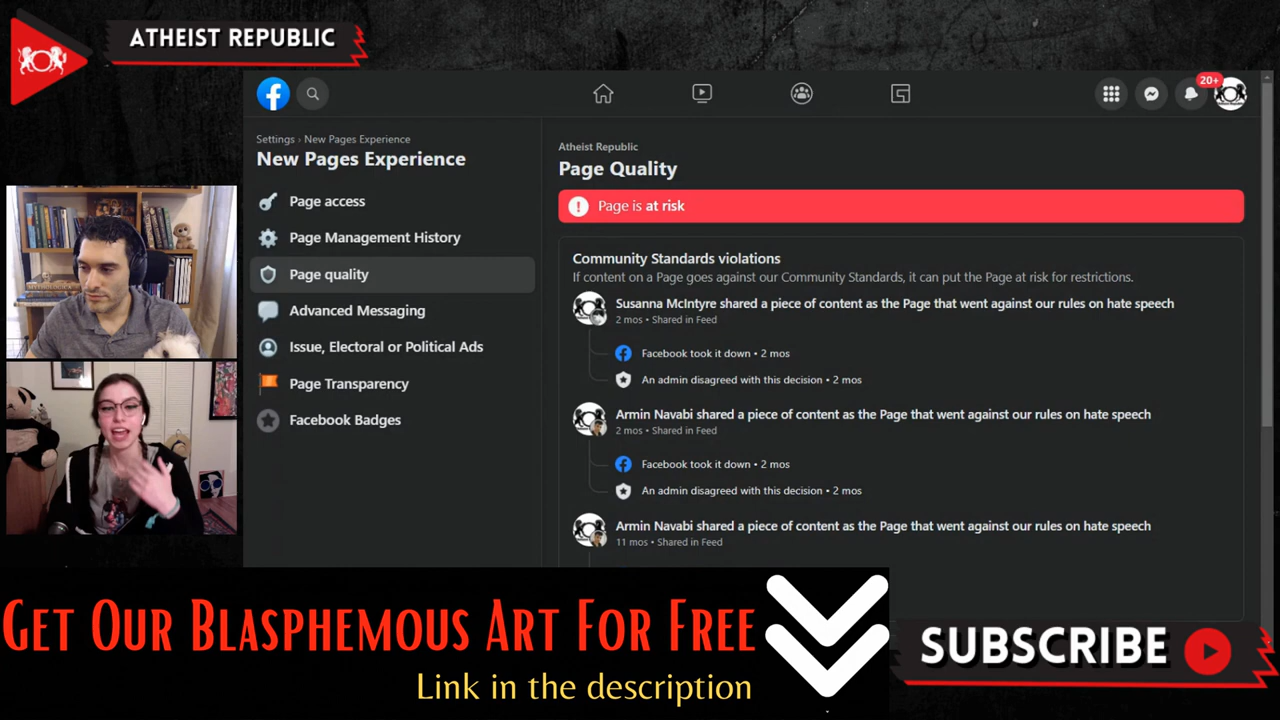 ATHEIST REPUBLIC
20+
Settings › New Pages Experience
New Pages Experience
Page access
Page Management History
Page quality
Advanced Messaging
Issue, Electoral or Political Ads
Page Transparency
Facebook Badges
Atheist Republic
Page Quality
Page is at risk
Community Standards violations
If content on a Page goes against our Community Standards, it can put the Page at risk for restrictions.
Susanna McIntyre shared a piece of content as the Page that went against our rules on hate speech
2 mos • Shared in Feed
Facebook took it down • 2 mos
An admin disagreed with this decision • 2 mos
Armin Navabi shared a piece of content as the Page that went against our rules on hate speech
2 mos • Shared in Feed
Facebook took it down • 2 mos
An admin disagreed with this decision • 2 mos
Armin Navabi shared a piece of content as the Page that went against our rules on hate speech
11 mos • Shared in Feed
GET OUR BLASPHEMOUS ART FOR FREE
Link in the description
SUBSCRIBE